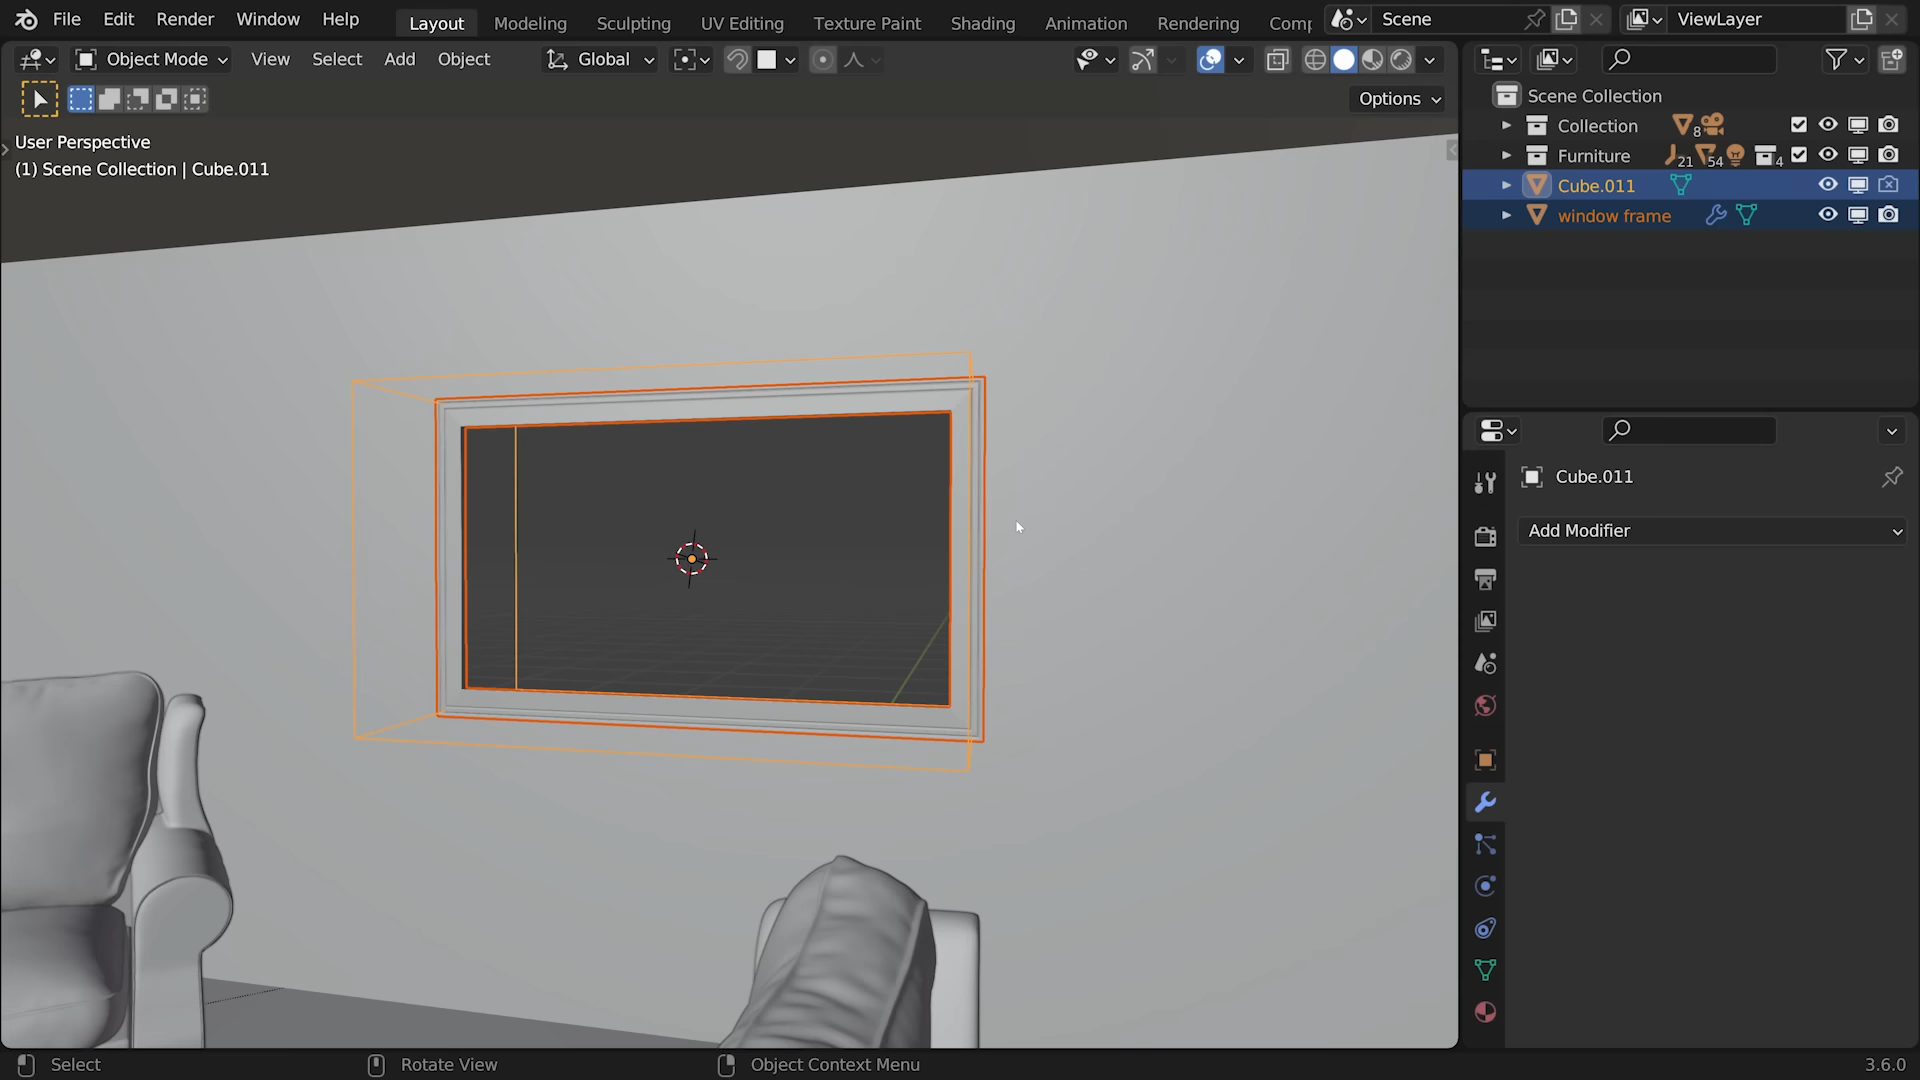 File Edit Render Window Help Layout Modeling Sculpting UV Editing Texture Paint Shading Animation Rendering Comp Scene ViewLayer
Object Mode View Select Add Object Global
Options
User Perspective
(1) Scene Collection | Cube.011
Scene Collection
Collection 8
Furniture 21 54 4
Cube.011
window frame
Cube.011
Add Modifier
Select Rotate View Object Context Menu 3.6.0